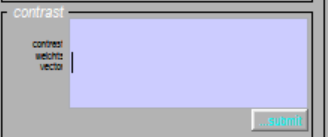 contrast
contrast
weights
vector
...submit